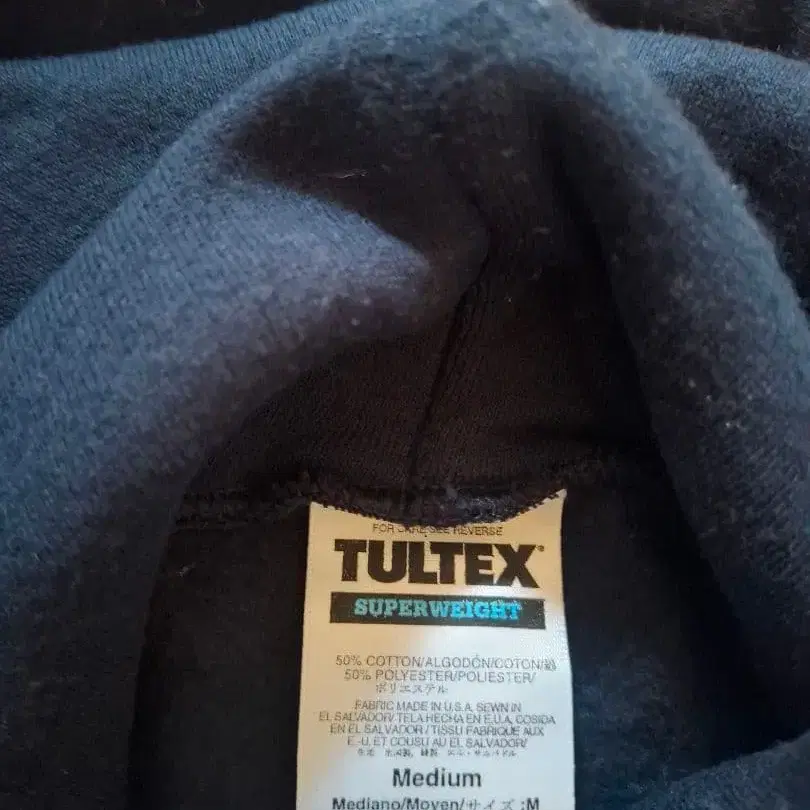 FOR CARE SEE REVERSE
TULTEX®
SUPERWEIGHT
50% COTTON/ALGODÓN/COTON/綿
50% POLYESTER/POLIESTER/
ポリエステル
FABRIC MADE IN U.S.A. SEWN IN
EL SALVADOR/TELA HECHA EN E.U.A. COSIDA
EN EL SALVADOR/TISSU FABRIQUE AUX
E.-U. ET COUSU AU EL SALVADOR/
Medium
Mediano/Moyen/サイズ :M